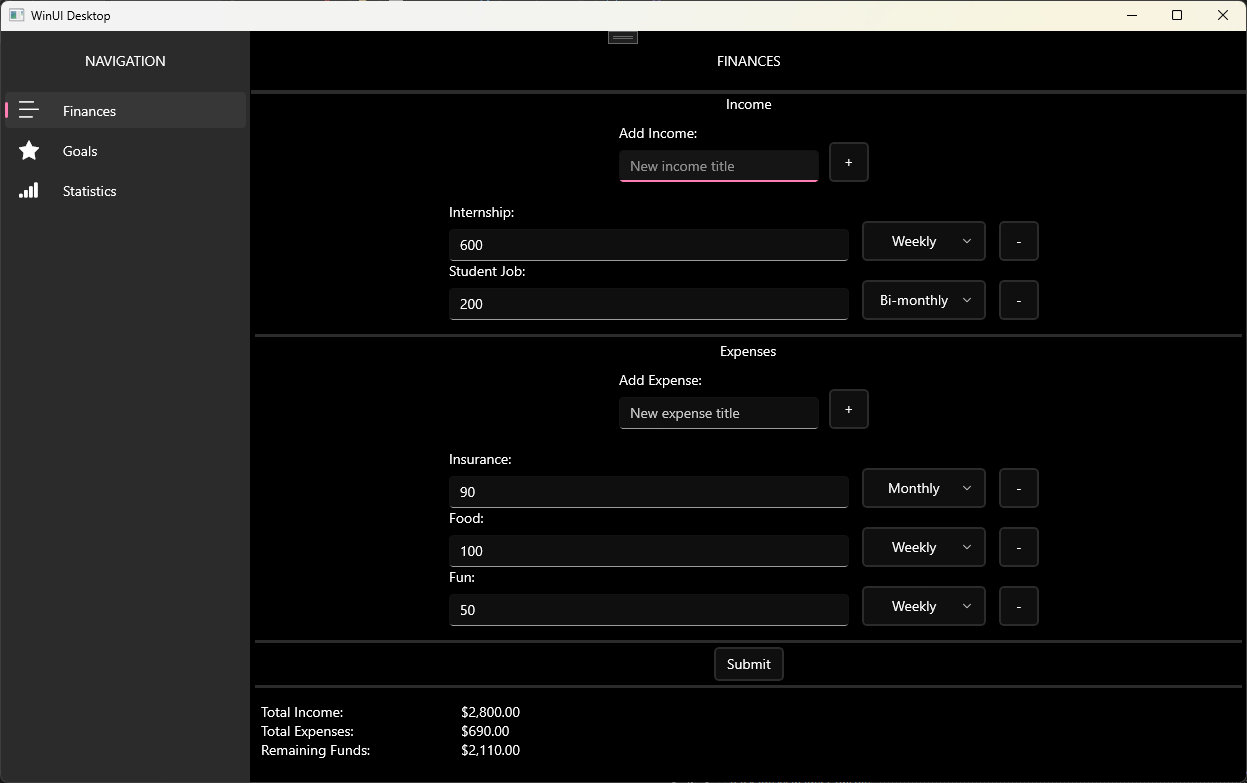 WinUI Desktop
NAVIGATION
Finances
Goals
Statistics
FINANCES
Income
Add Income:
New income title +
Internship:
600 Weekly -
Student Job:
200 Bi-monthly -
Expenses
Add Expense:
New expense title +
Insurance:
90 Monthly -
Food:
100 Weekly -
Fun:
50 Weekly -
Submit
Total Income: $2,800.00
Total Expenses: $690.00
Remaining Funds: $2,110.00